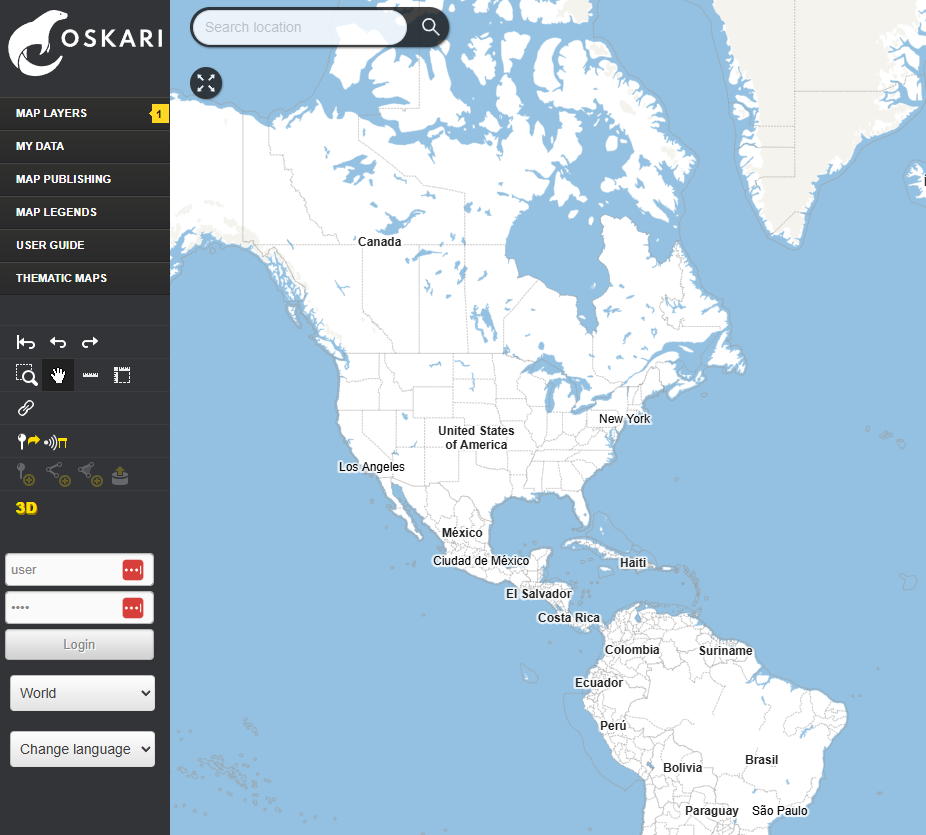 OSKARI
Search location
MAP LAYERS
1
MY DATA
MAP PUBLISHING
MAP LEGENDS
USER GUIDE
THEMATIC MAPS
3D
user
Login
World
Change language
Canada
United States
of America
New York
Los Angeles
México
Ciudad de México
Haiti
El Salvador
Costa Rica
Colombia
Suriname
Ecuador
Perú
Brasil
Bolivia
Paraguay
São Paulo